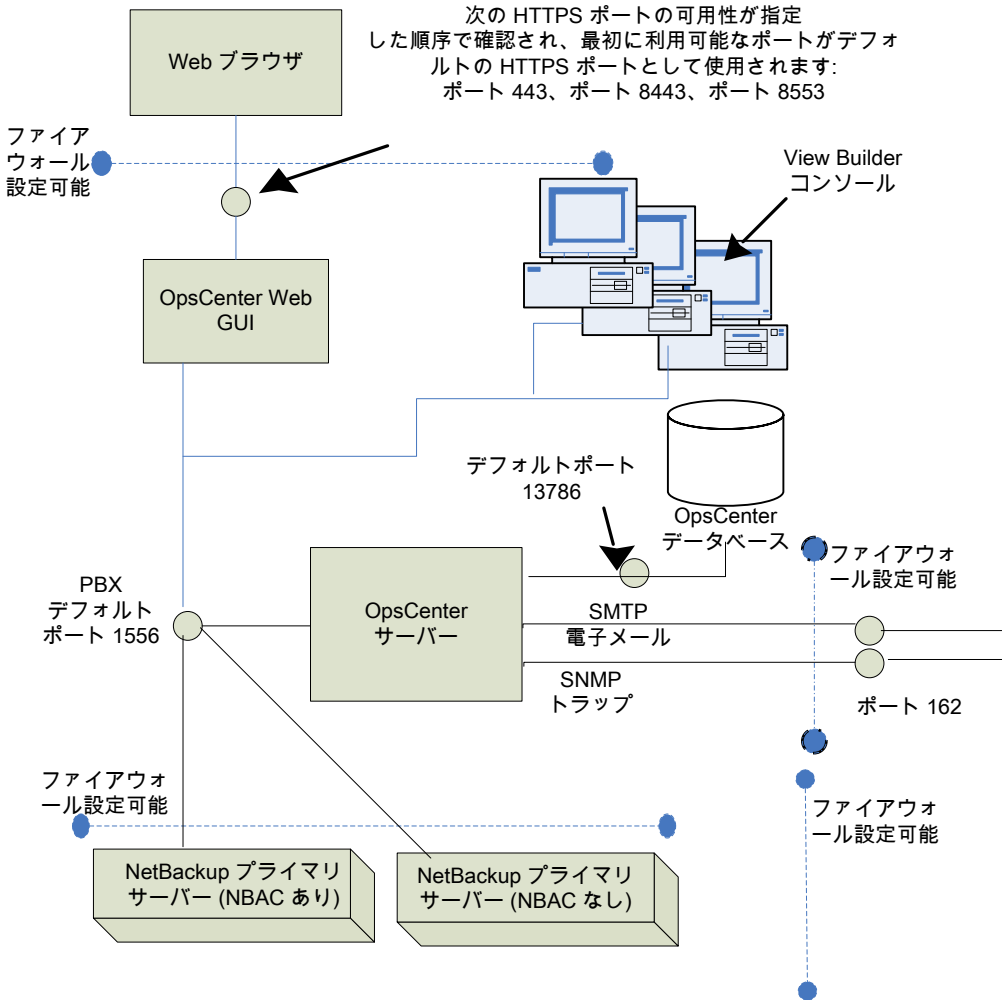 次の HTTPS ポートの可用性が指定
した順序で確認され、最初に利用可能なポートがデフォ
ルトの HTTPS ポートとして使用されます:
ポート 443、ポート 8443、ポート 8553
Web ブラウザ
ファイア
ウォール
設定可能
View Builder
コンソール
OpsCenter Web
GUI
デフォルトポート
13786
OpsCenter
データベース
ファイアウォ
ール設定可能
PBX
デフォルト
ポート 1556
OpsCenter
サーバー
SMTP
電子メール
SNMP
トラップ
ポート 162
ファイアウォ
ール設定可能
ファイアウォ
ール設定可能
NetBackup プライマリ
サーバー (NBAC あり)
NetBackup プライマリ
サーバー (NBAC なし)